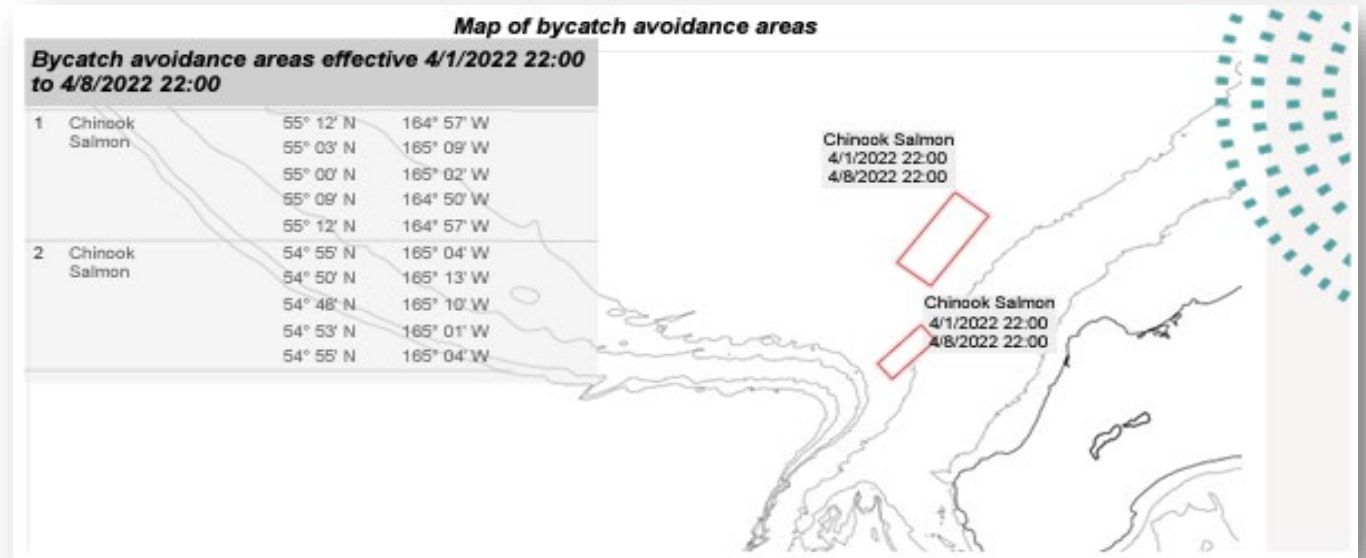 Map of bycatch avoidance areas
Bycatch avoidance areas effective 4/1/2022 22:00
to 4/8/2022 22:00
1 Chinook 55° 12' N 164° 57' W
Salmon
55° 03' N 165° 09' W
55° 00' N 165° 02' W
55° 09' N 164° 50' W
55° 12' N 164° 57' W
2 Chinook 54° 55' N 165° 04' W
Salmon
54° 50' N 165° 13' W
54° 48' N 165° 10' W
54° 53' N 165° 01' W
54° 55' N 165° 04' W
Chinook Salmon
4/1/2022 22:00
4/8/2022 22:00
Chinook Salmon
4/1/2022 22:00
4/8/2022 22:00